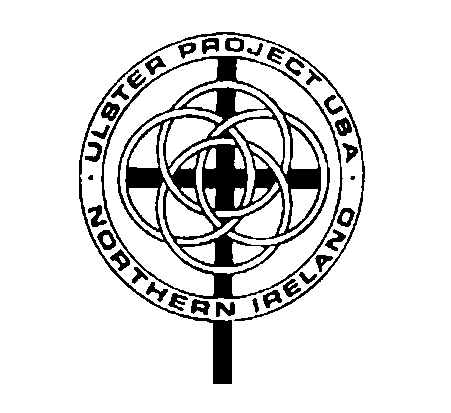 · ULSTER PROJECT USA ·
NORTHERN IRELAND